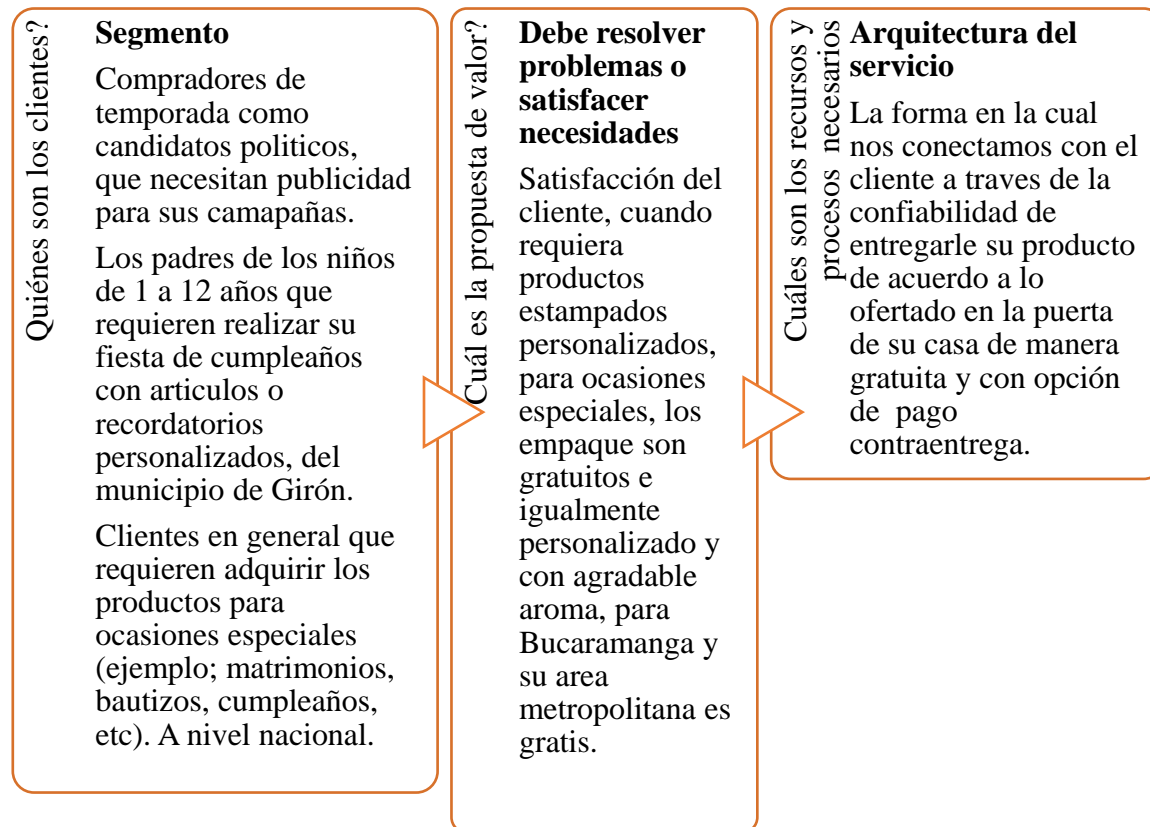 Quiénes son los clientes?
Segmento
Compradores de
temporada como
candidatos politicos,
que necesitan publicidad
para sus camapañas.
Los padres de los niños
de 1 a 12 años que
requieren realizar su
fiesta de cumpleaños
con articulos o
recordatorios
personalizados, del
municipio de Girón.
Clientes en general que
requieren adquirir los
productos para
ocasiones especiales
(ejemplo; matrimonios,
bautizos, cumpleaños,
etc). A nivel nacional.
Cuál es la propuesta de valor?
Debe resolver
problemas o
satisfacer
necesidades
Satisfacción del
cliente, cuando
requiera
productos
estampados
personalizados,
para ocasiones
especiales, los
empaque son
gratuitos e
igualmente
personalizado y
con agradable
aroma, para
Bucaramanga y
su area
metropolitana es
gratis.
Cuáles son los recursos y
procesos necesarios
Arquitectura del
servicio
La forma en la cual
nos conectamos con el
cliente a traves de la
confiabilidad de
entregarle su producto
de acuerdo a lo
ofertado en la puerta
de su casa de manera
gratuita y con opción
de pago
contraentrega.